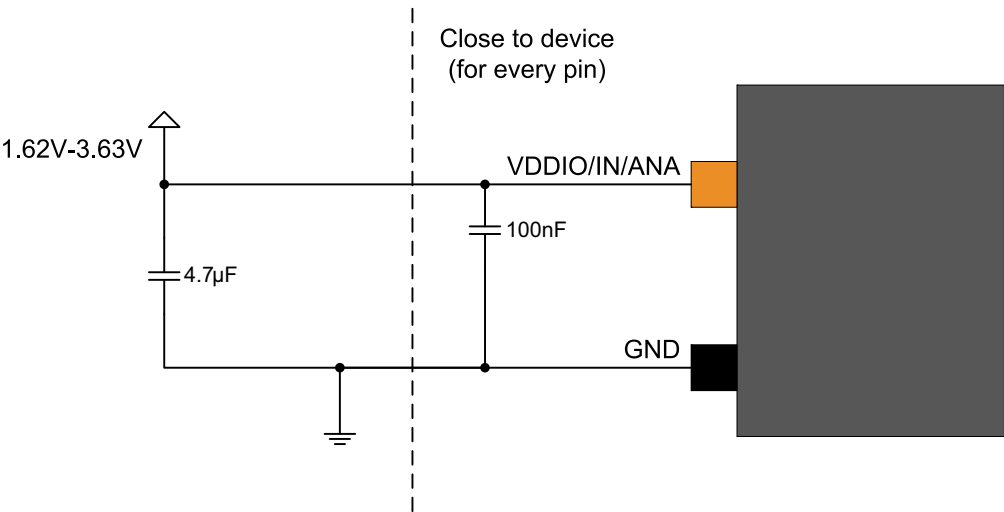 Close to device
(for every pin)
1.62V-3.63V
VDDIO/IN/ANA
100nF
4.7µF
GND